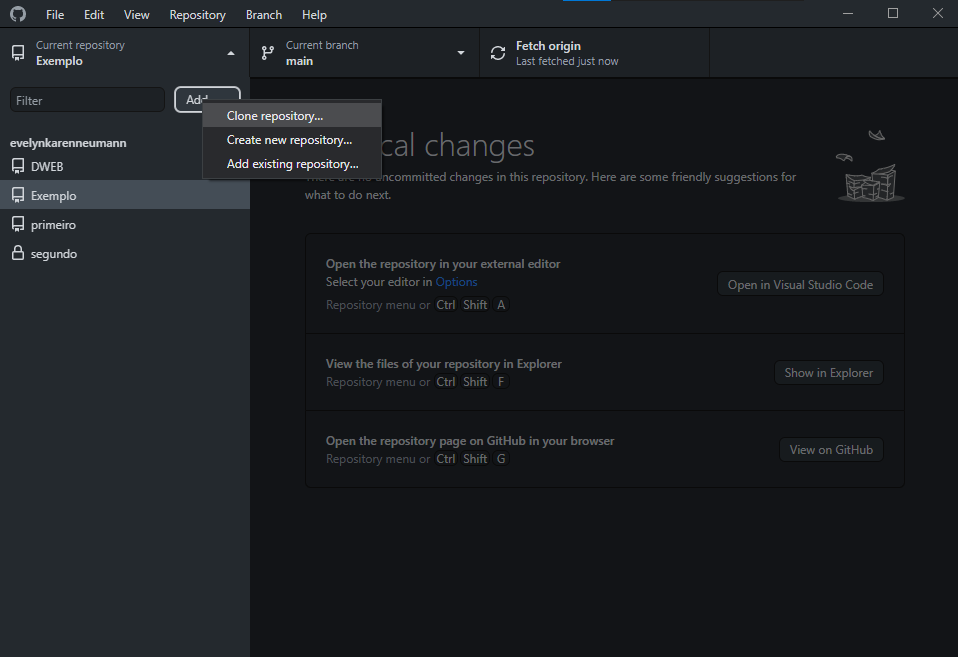 File Edit View Repository Branch Help
Current repository
Exemplo
Current branch
main
Fetch origin
Last fetched just now
Filter
Add
Clone repository...
Create new repository...
Add existing repository...
evelynkarenneumann
DWEB
Exemplo
primeiro
segundo
cal changes
There are no uncommitted changes in this repository. Here are some friendly suggestions for
what to do next.
Open the repository in your external editor
Select your editor in Options
Repository menu or Ctrl Shift A
Open in Visual Studio Code
View the files of your repository in Explorer
Repository menu or Ctrl Shift F
Show in Explorer
Open the repository page on GitHub in your browser
Repository menu or Ctrl Shift G
View on GitHub